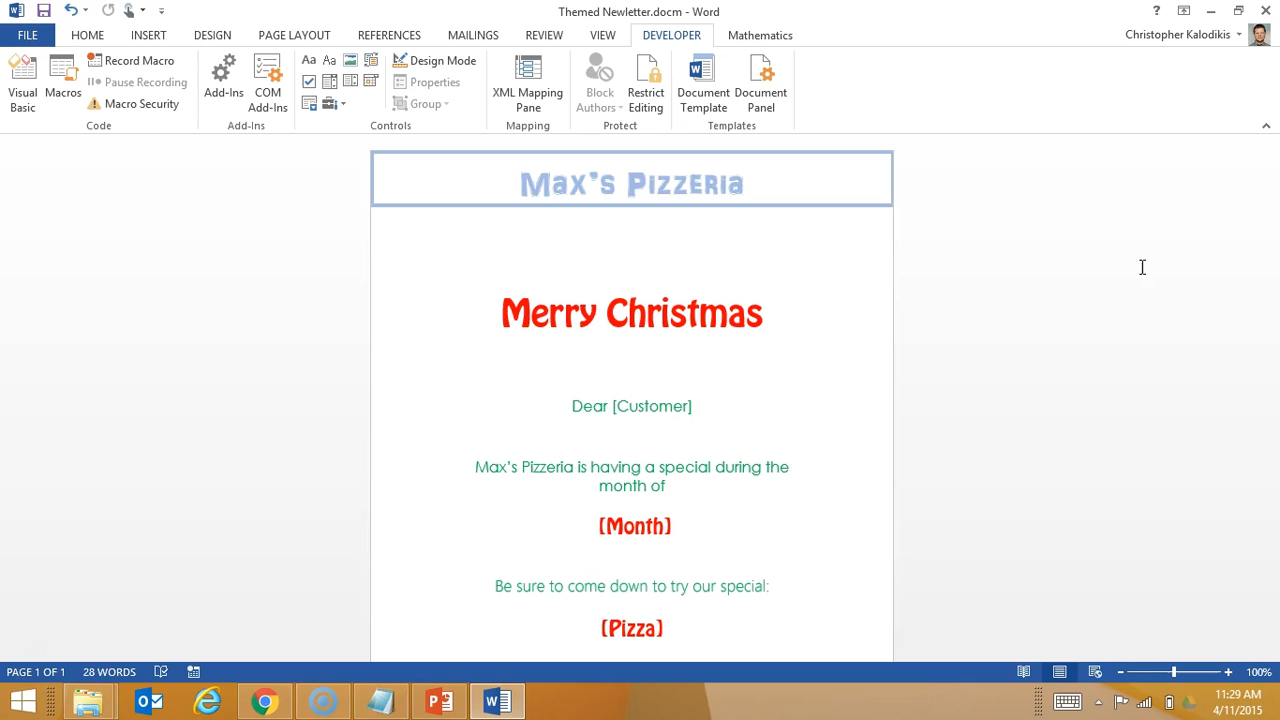 Themed Newletter.docm - Word
FILE HOME INSERT DESIGN PAGE LAYOUT REFERENCES MAILINGS REVIEW VIEW DEVELOPER Mathematics
Christopher Kalodikis
Visual Basic
Macros
Record Macro
Pause Recording
Macro Security
Code
Add-Ins
COM Add-Ins
Add-Ins
Aa Aa
Design Mode
Properties
Group
Controls
XML Mapping Pane
Mapping
Block Authors
Restrict Editing
Protect
Document Template
Document Panel
Templates
Max's Pizzeria
Merry Christmas
Dear [Customer]
Max's Pizzeria is having a special during the
month of
[Month]
Be sure to come down to try our special:
[Pizza]
PAGE 1 OF 1 28 WORDS 100%
11:29 AM
4/11/2015